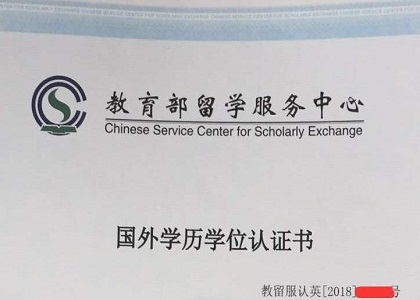 教育部留学服务中心
Chinese Service Center for Scholarly Exchange
国外学历学位认证书
教留服认英[2018]号